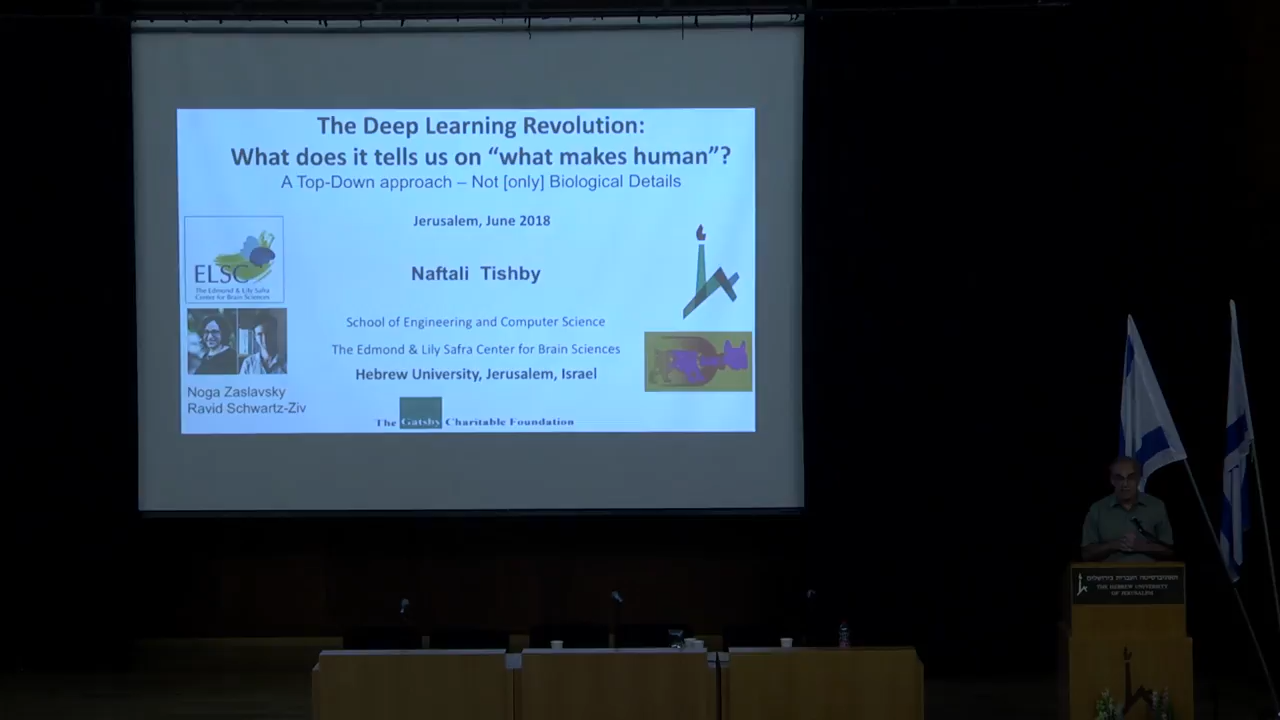 The Deep Learning Revolution:
What does it tells us on “what makes human”?
A Top-Down approach – Not [only] Biological Details
Jerusalem, June 2018
Naftali Tishby
ELSC
The Edmond & Lily Safra
Center for Brain Sciences
School of Engineering and Computer Science
The Edmond & Lily Safra Center for Brain Sciences
Hebrew University, Jerusalem, Israel
Noga Zaslavsky
Ravid Schwartz-Ziv
The Gatsby Charitable Foundation
האוניברסיטה העברית בירושלים
THE HEBREW UNIVERSITY
OF JERUSALEM